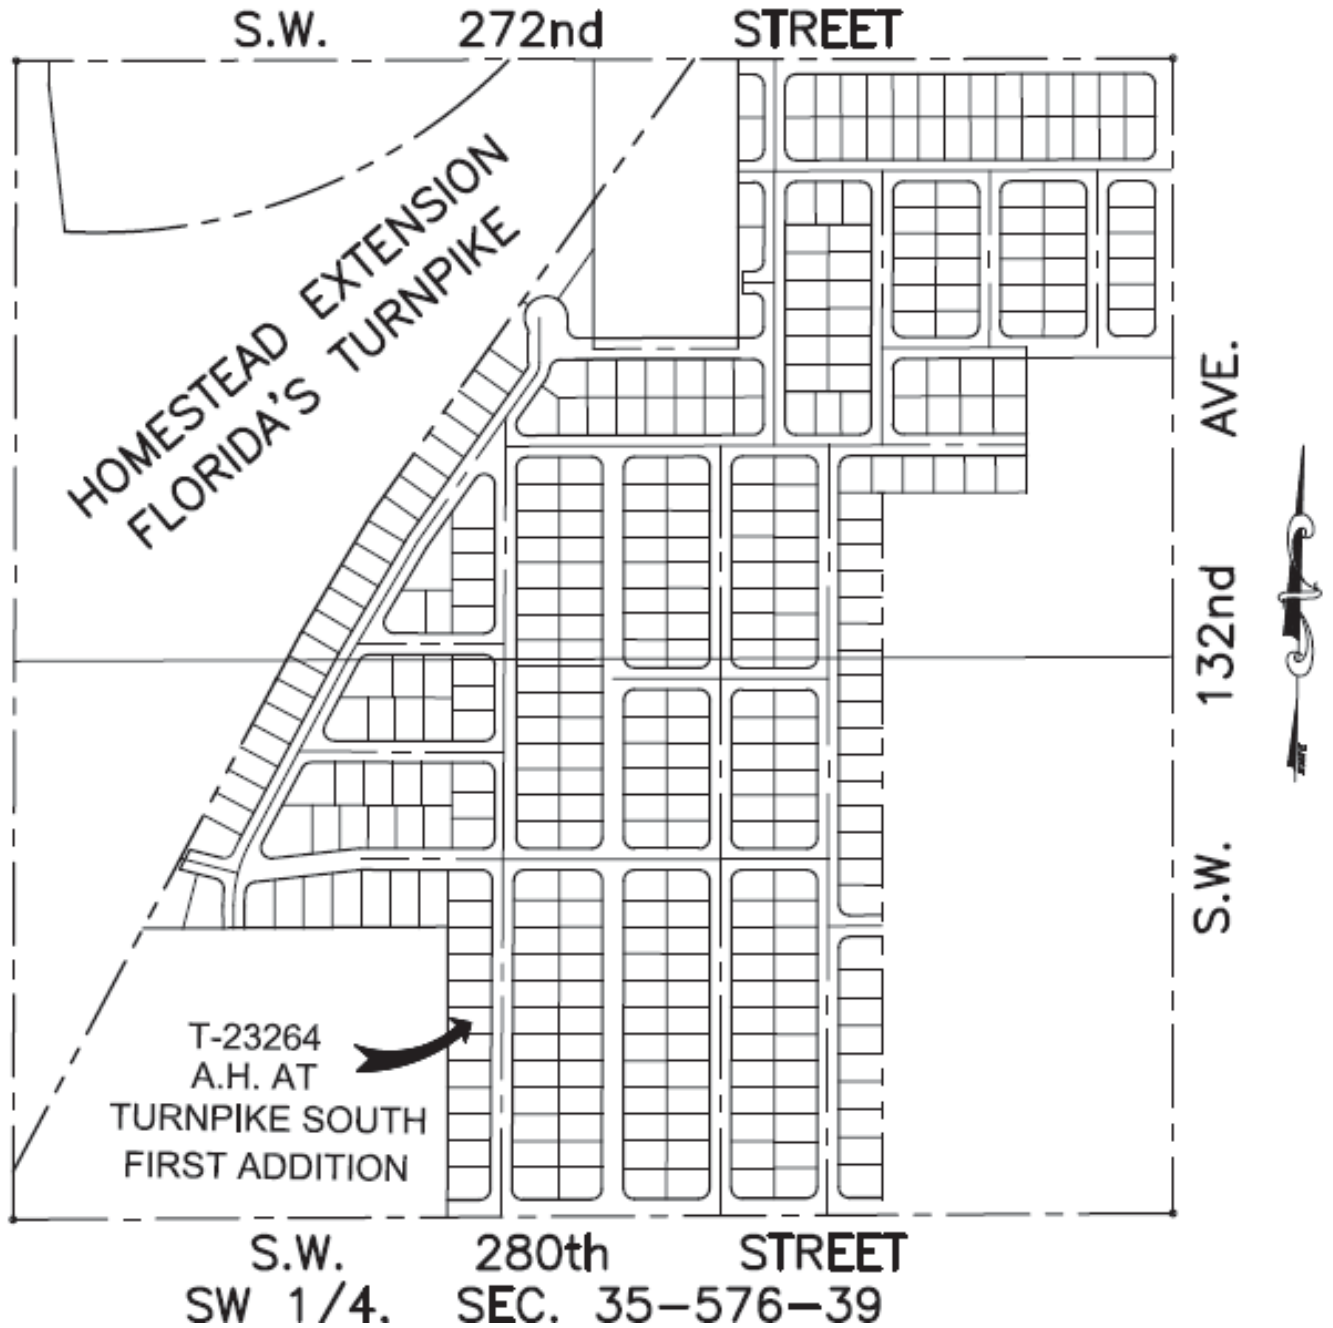 S.W. 272nd STREET
HOMESTEAD EXTENSION
FLORIDA'S TURNPIKE
S.W. 132nd AVE.
T-23264
A.H. AT
TURNPIKE SOUTH
FIRST ADDITION
S.W. 280th STREET
SW 1/4, SEC. 35-576-39